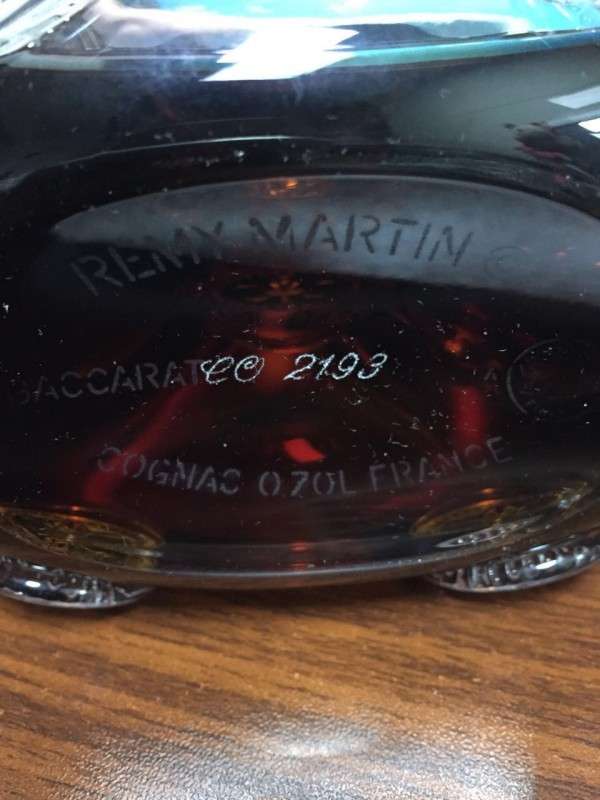 REMY MARTIN
BACCARAT CC 2193
COGNAC 0.70L FRANCE